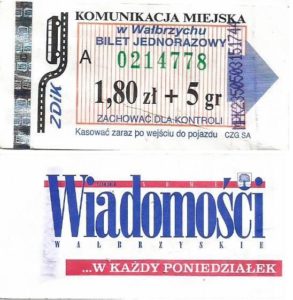 KOMUNIKACJA MIEJSKA
w Wałbrzychu
BILET JEDNORAZOWY
A 0214778
1,80 zł + 5 gr
ZACHOWAĆ DLA KONTROLI
Kasować zaraz po wejściu do pojazdu CZG SA
ZDiK
Wiadomości
WAŁBRZYSKIE
...W KAŻDY PONIEDZIAŁEK